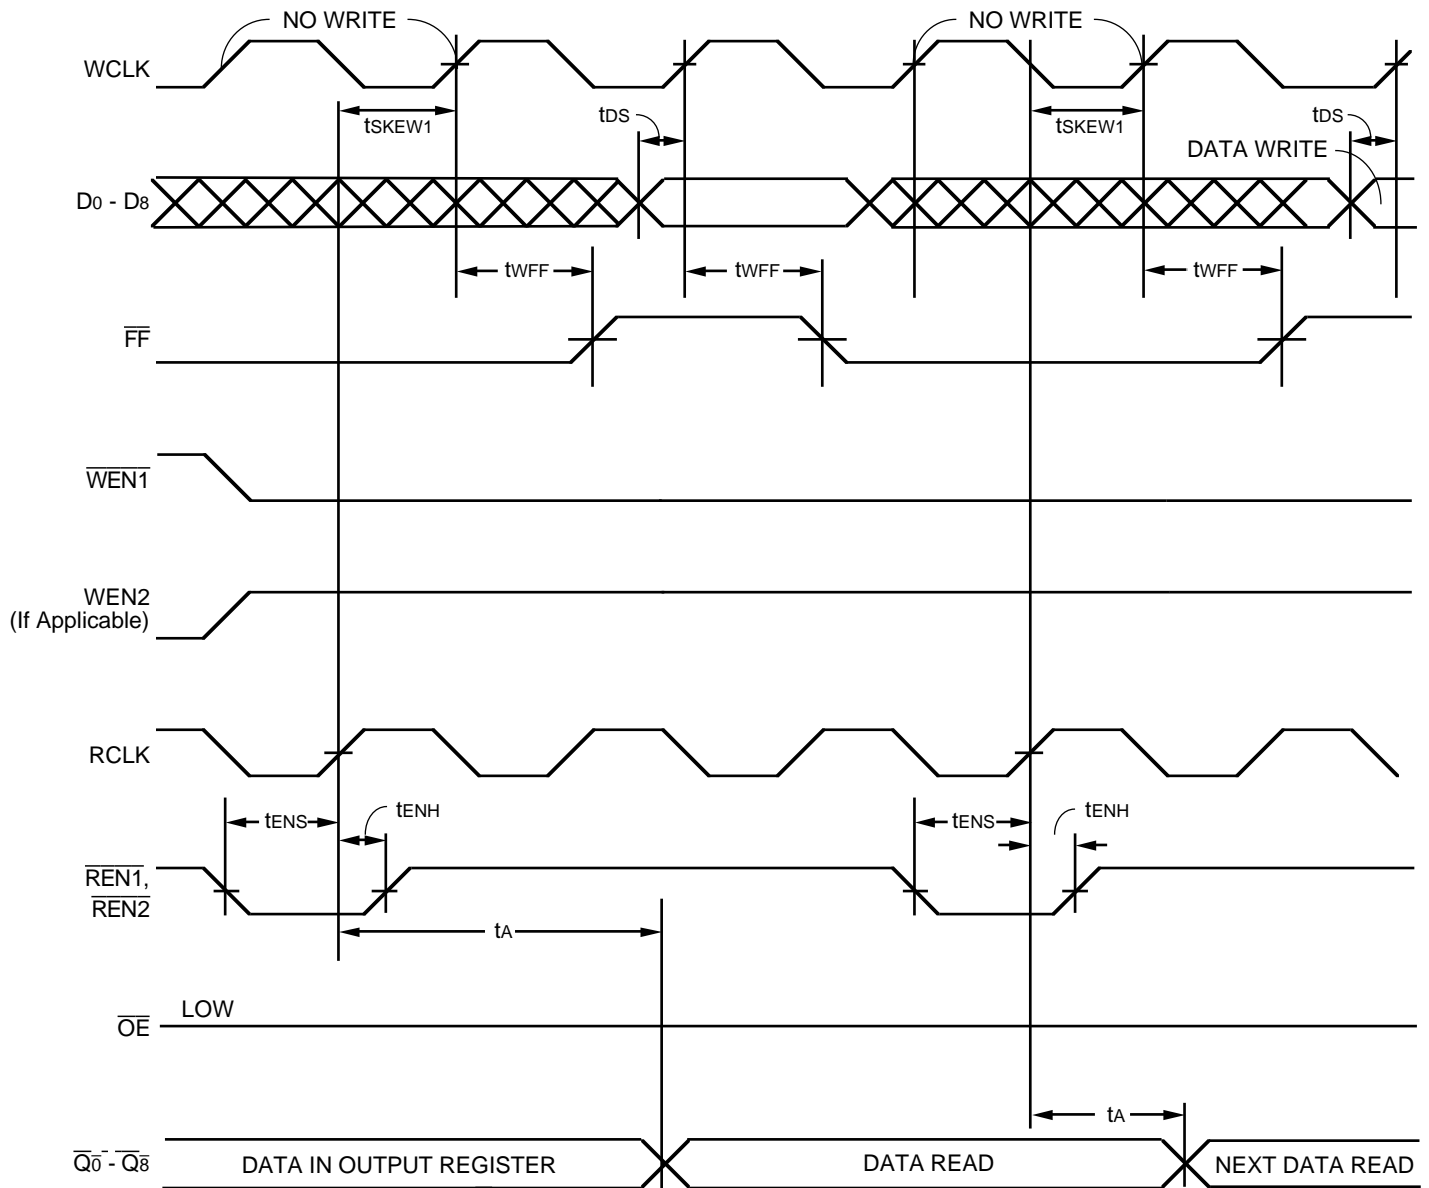 NO WRITE NO WRITE
WCLK
tSKEW1 tDS tSKEW1 tDS
DATA WRITE
D0 - D8
tWFF tWFF tWFF
FF
WEN1
WEN2
(If Applicable)
RCLK
tENS tENH tENS tENH
REN1,
REN2
tA
LOW
OE
tA
Q0 - Q8 DATA IN OUTPUT REGISTER DATA READ NEXT DATA READ